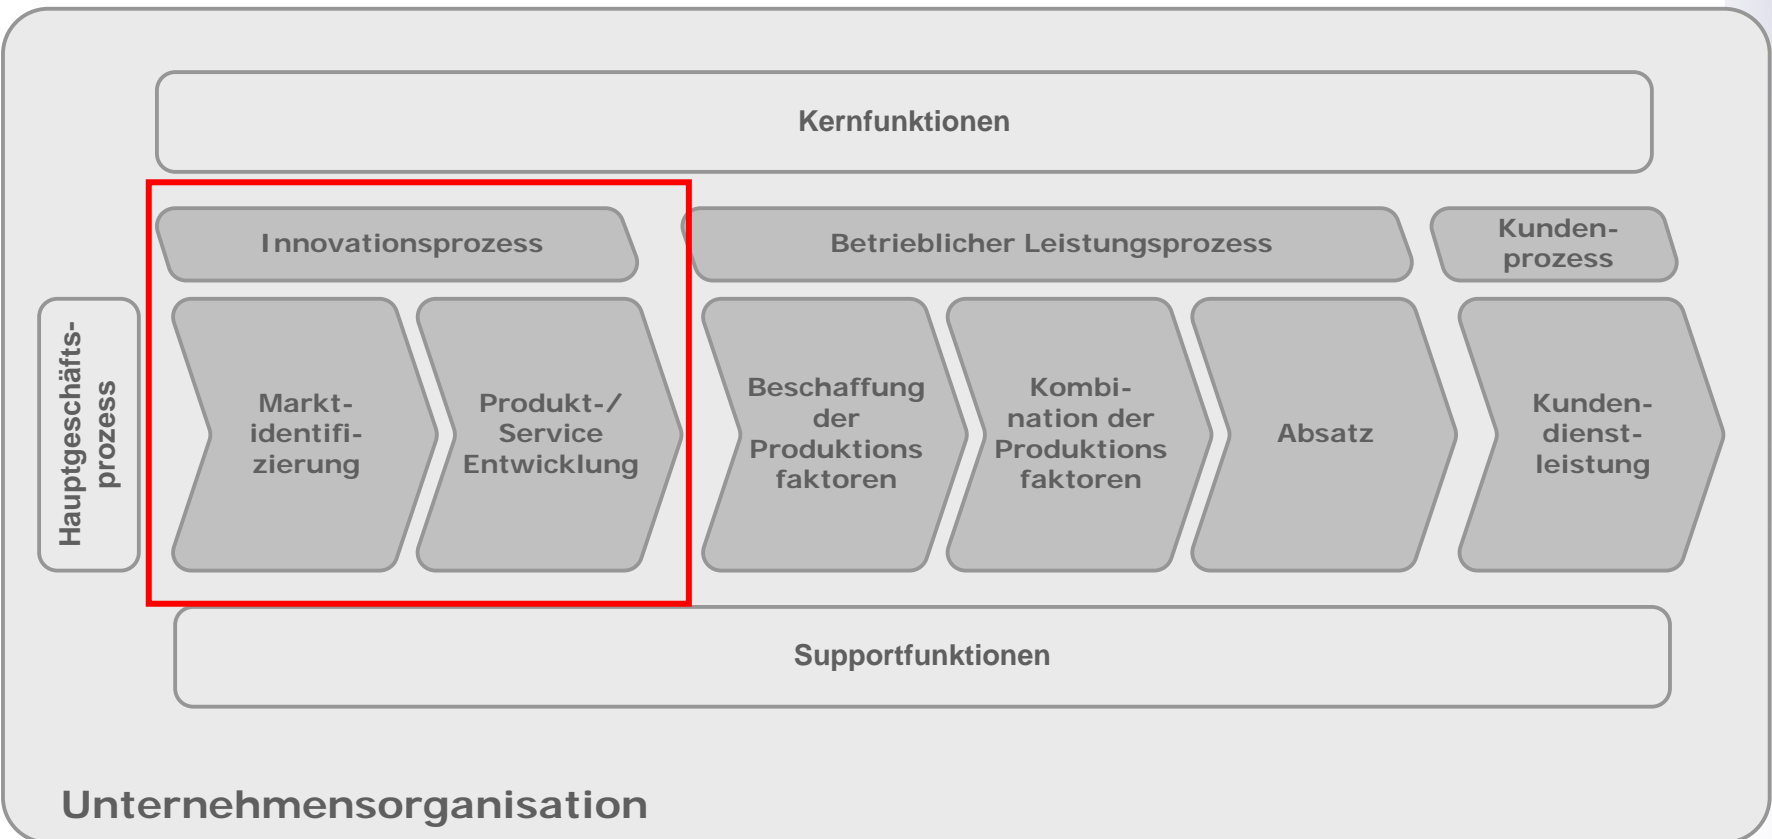 Kernfunktionen
Innovationsprozess
Betrieblicher Leistungsprozess
Kunden-
prozess
Hauptgeschäfts-
prozess
Markt-
identifi-
zierung
Produkt-/
Service
Entwicklung
Beschaffung
der
Produktions
faktoren
Kombi-
nation der
Produktions
faktoren
Absatz
Kunden-
dienst-
leistung
Supportfunktionen
Unternehmensorganisation